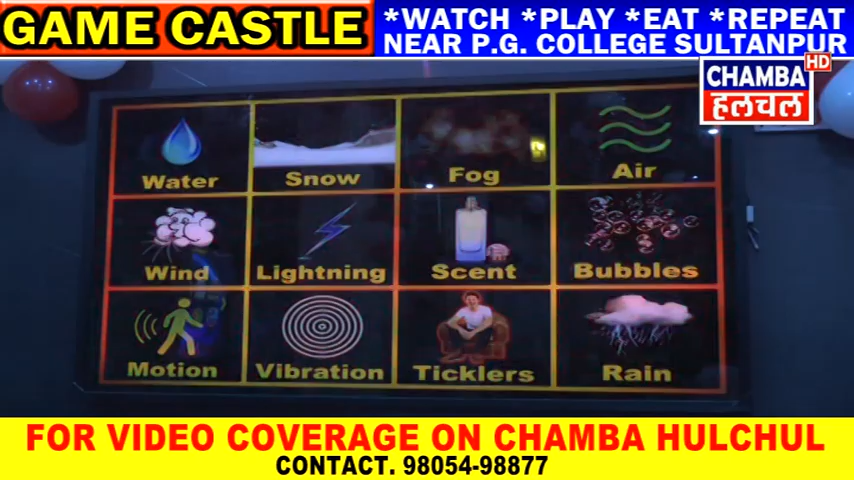 GAME CASTLE
*WATCH *PLAY *EAT *REPEAT
NEAR P.G. COLLEGE SULTANPUR
CHAMBA HD
हलचल
Water Snow Fog Air
Wind Lightning Scent Bubbles
Motion Vibration Ticklers Rain
FOR VIDEO COVERAGE ON CHAMBA HULCHUL
CONTACT. 98054-98877